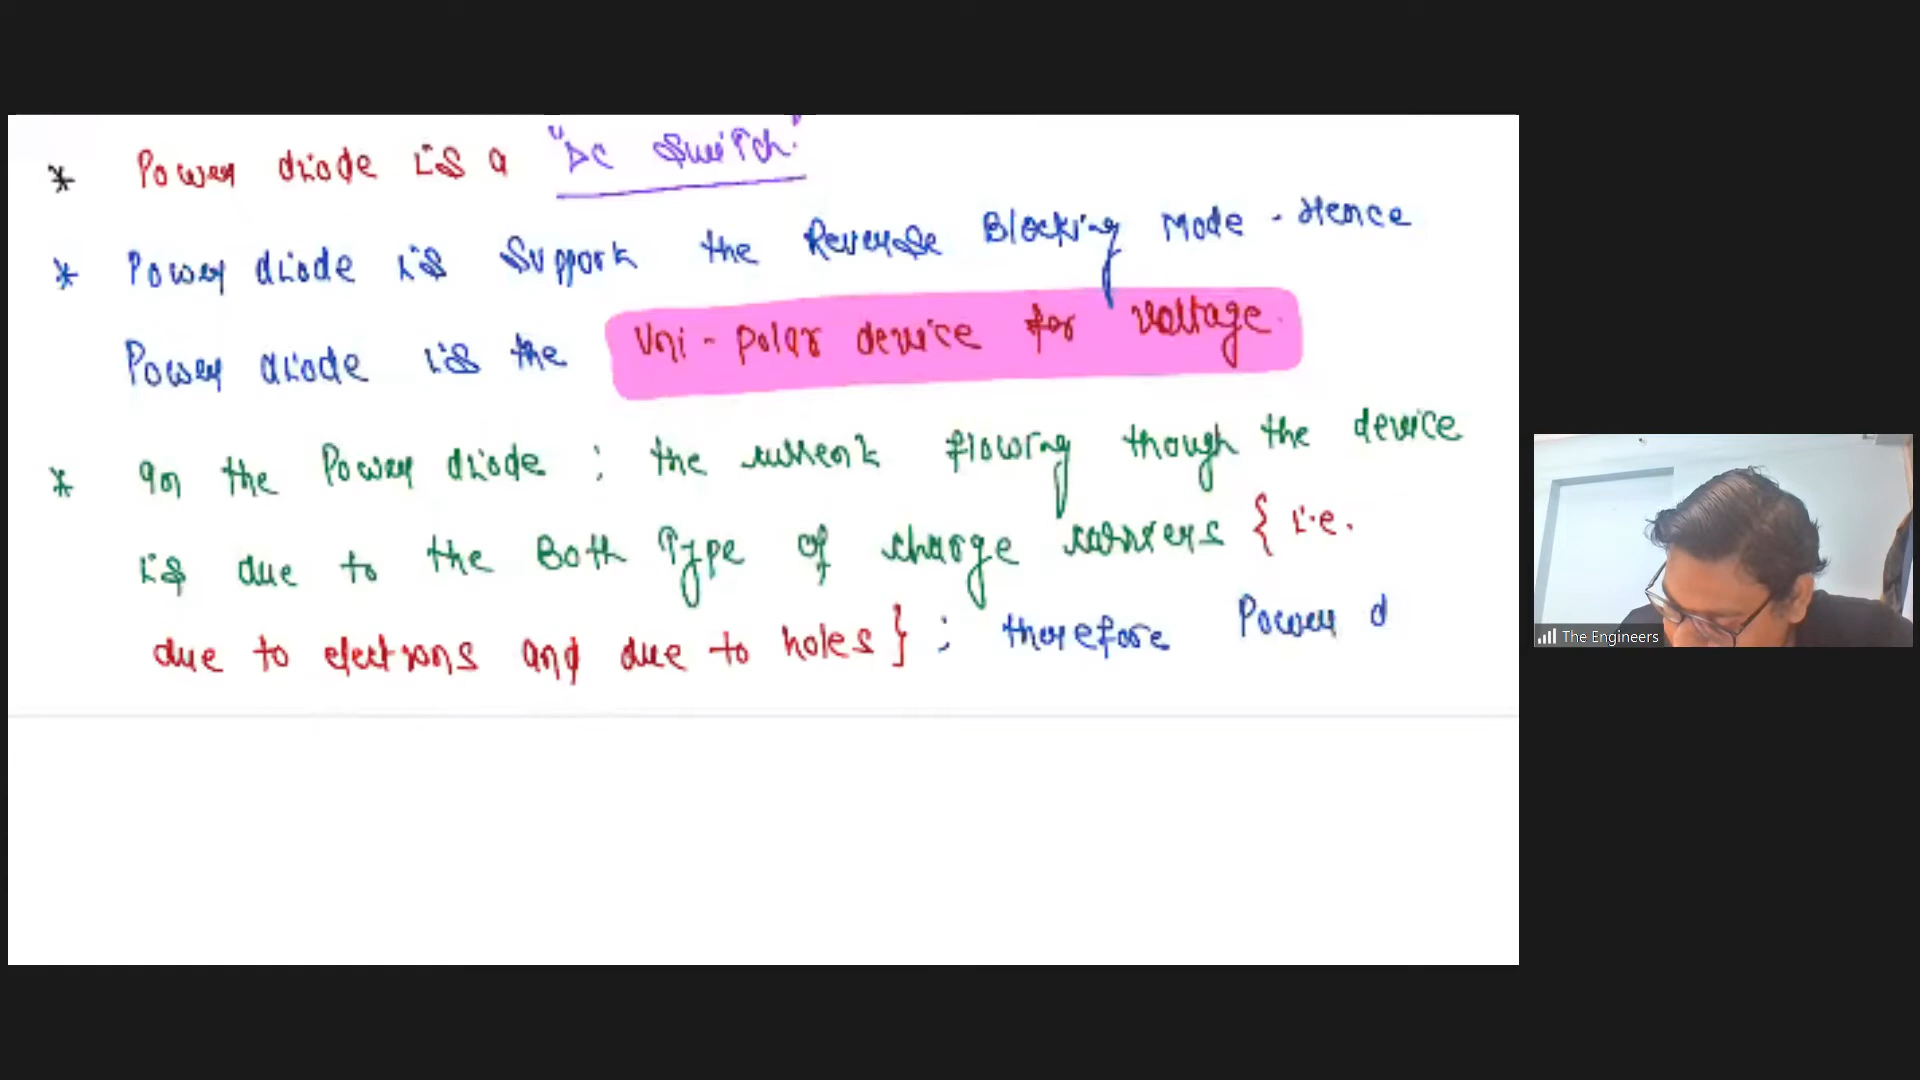 * Power diode is a "DC Switch."
* Power diode is support the Reverse Blocking Mode. Hence
Power diode is the Uni-polar device for voltage.
* In the Power diode; the current flowing though the device
is due to the Both Type of charge carriers { i.e.
due to electrons and due to holes } ; therefore Power d
The Engineers